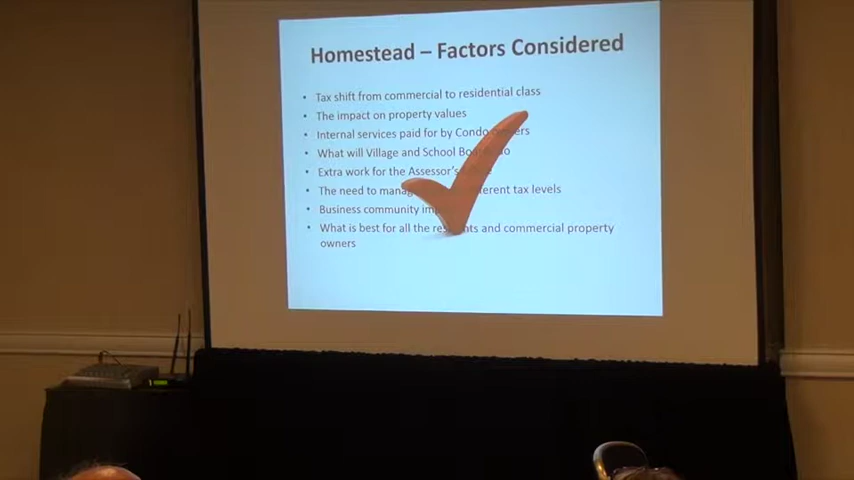 Homestead – Factors Considered
• Tax shift from commercial to residential class
• The impact on property values
• Internal services paid for by Condo
• What will Village and School
• Extra work for the Assessor's
• The need to tax levels
• Business community
• What is best for all the and commercial property
owners